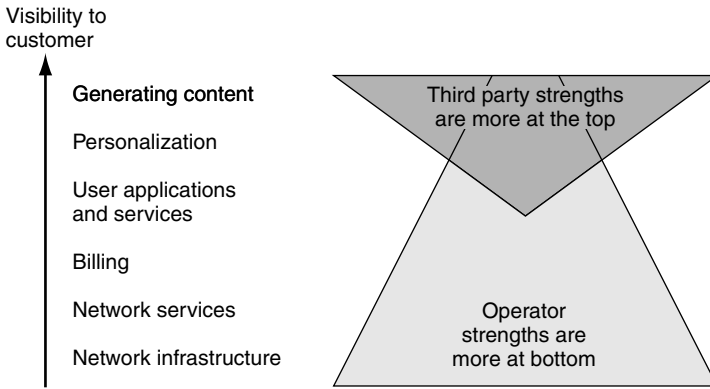 Visibility to
customer
Generating content
Personalization
User applications
and services
Billing
Network services
Network infrastructure
Third party strengths
are more at the top
Operator
strengths are
more at bottom